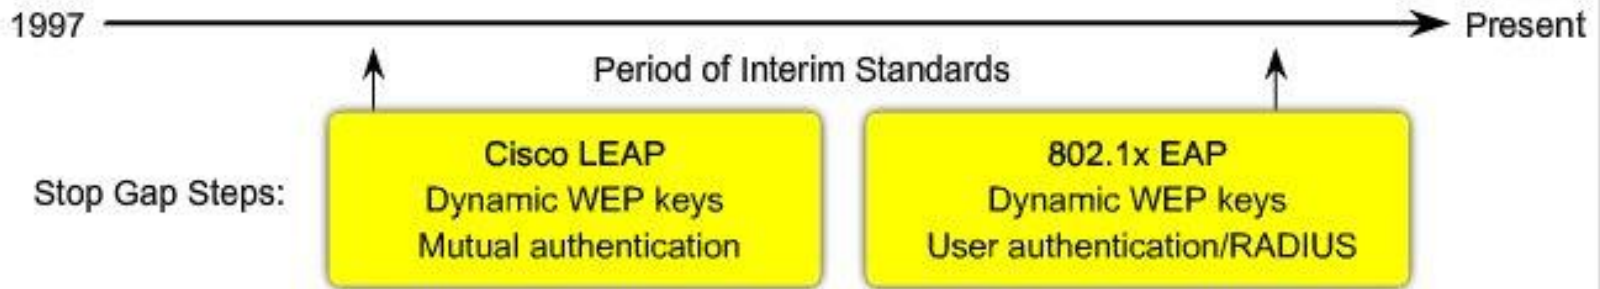 1997
Present
Period of Interim Standards
Stop Gap Steps:
Cisco LEAP
Dynamic WEP keys
Mutual authentication
802.1x EAP
Dynamic WEP keys
User authentication/RADIUS